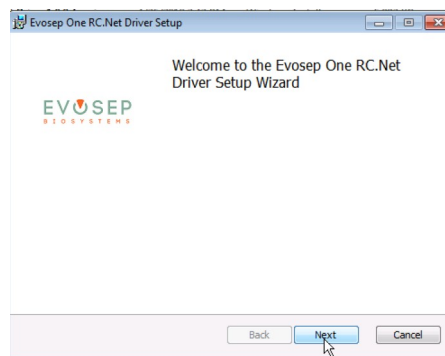 Evosep One RC.Net Driver Setup
Welcome to the Evosep One RC.Net
Driver Setup Wizard
EVOSEP
BIOSYSTEMS
Back Next Cancel